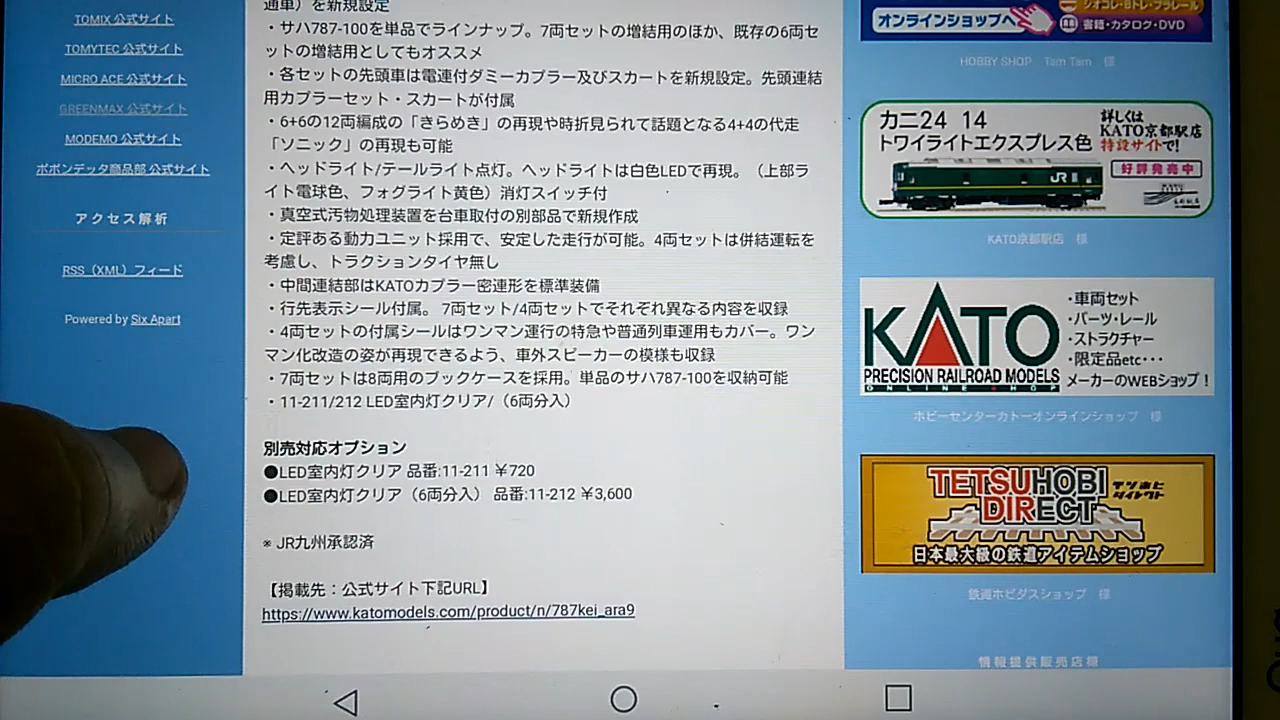 TOMIX 公式サイト
TOMYTEC 公式サイト
MICRO ACE 公式サイト
GREENMAX 公式サイト
MODEMO 公式サイト
ポポンデッタ商品部 公式サイト
アクセス解析
RSS（XML）フィード
Powered by Six Apart
通車）を新規設定
・サハ787-100を単品でラインナップ。7両セットの増結用のほか、既存の6両セ
ットの増結用としてもオススメ
・各セットの先頭車は電連付ダミーカプラー及びスカートを新規設定。先頭連結
用カプラーセット・スカートが付属
・6+6の12両編成の「きらめき」の再現や時折見られて話題となる4+4の代走
「ソニック」の再現も可能
・ヘッドライト/テールライト点灯。ヘッドライトは白色LEDで再現。（上部ラ
イト電球色、フォグライト黄色）消灯スイッチ付
・真空式汚物処理装置を台車取付の別部品で新規作成
・定評ある動力ユニット採用で、安定した走行が可能。4両セットは併結運転を
考慮し、トラクションタイヤ無し
・中間連結部はKATOカプラー密連形を標準装備
・行先表示シール付属。 7両セット/4両セットでそれぞれ異なる内容を収録
・4両セットの付属シールはワンマン運行の特急や普通列車運用もカバー。ワン
マン化改造の姿が再現できるよう、車外スピーカーの模様も収録
・7両セットは8両用のブックケースを採用。単品のサハ787-100を収納可能
・11-211/212 LED室内灯クリア/（6両分入）
別売対応オプション
●LED室内灯クリア 品番:11-211 ￥720
●LED室内灯クリア（6両分入） 品番:11-212 ￥3,600
※ JR九州承認済
【掲載先：公式サイト下記URL】
https://www.katomodels.com/product/n/787kei_ara9
ジオコレ・Bトレ・プラレール
オンラインショップへ
書籍・カタログ・DVD
HOBBY SHOP Tam Tam 様
カニ24 14
トワイライトエクスプレス色
詳しくは
KATO京都駅店
特設サイトで!
好評発売中
JR
KATO京都駅店 様
KATO
PRECISION RAILROAD MODELS
ONLINE SHOP
・車両セット
・パーツ・レール
・ストラクチャー
・限定品etc・・・
メーカーのWEBショップ！
ホビーセンターカトーオンラインショップ 様
TETSUHOBI
DIRECT
テツホビ
ダイレクト
日本最大級の鉄道アイテムショップ
鉄道ホビダスショップ 様
情報提供販売店様